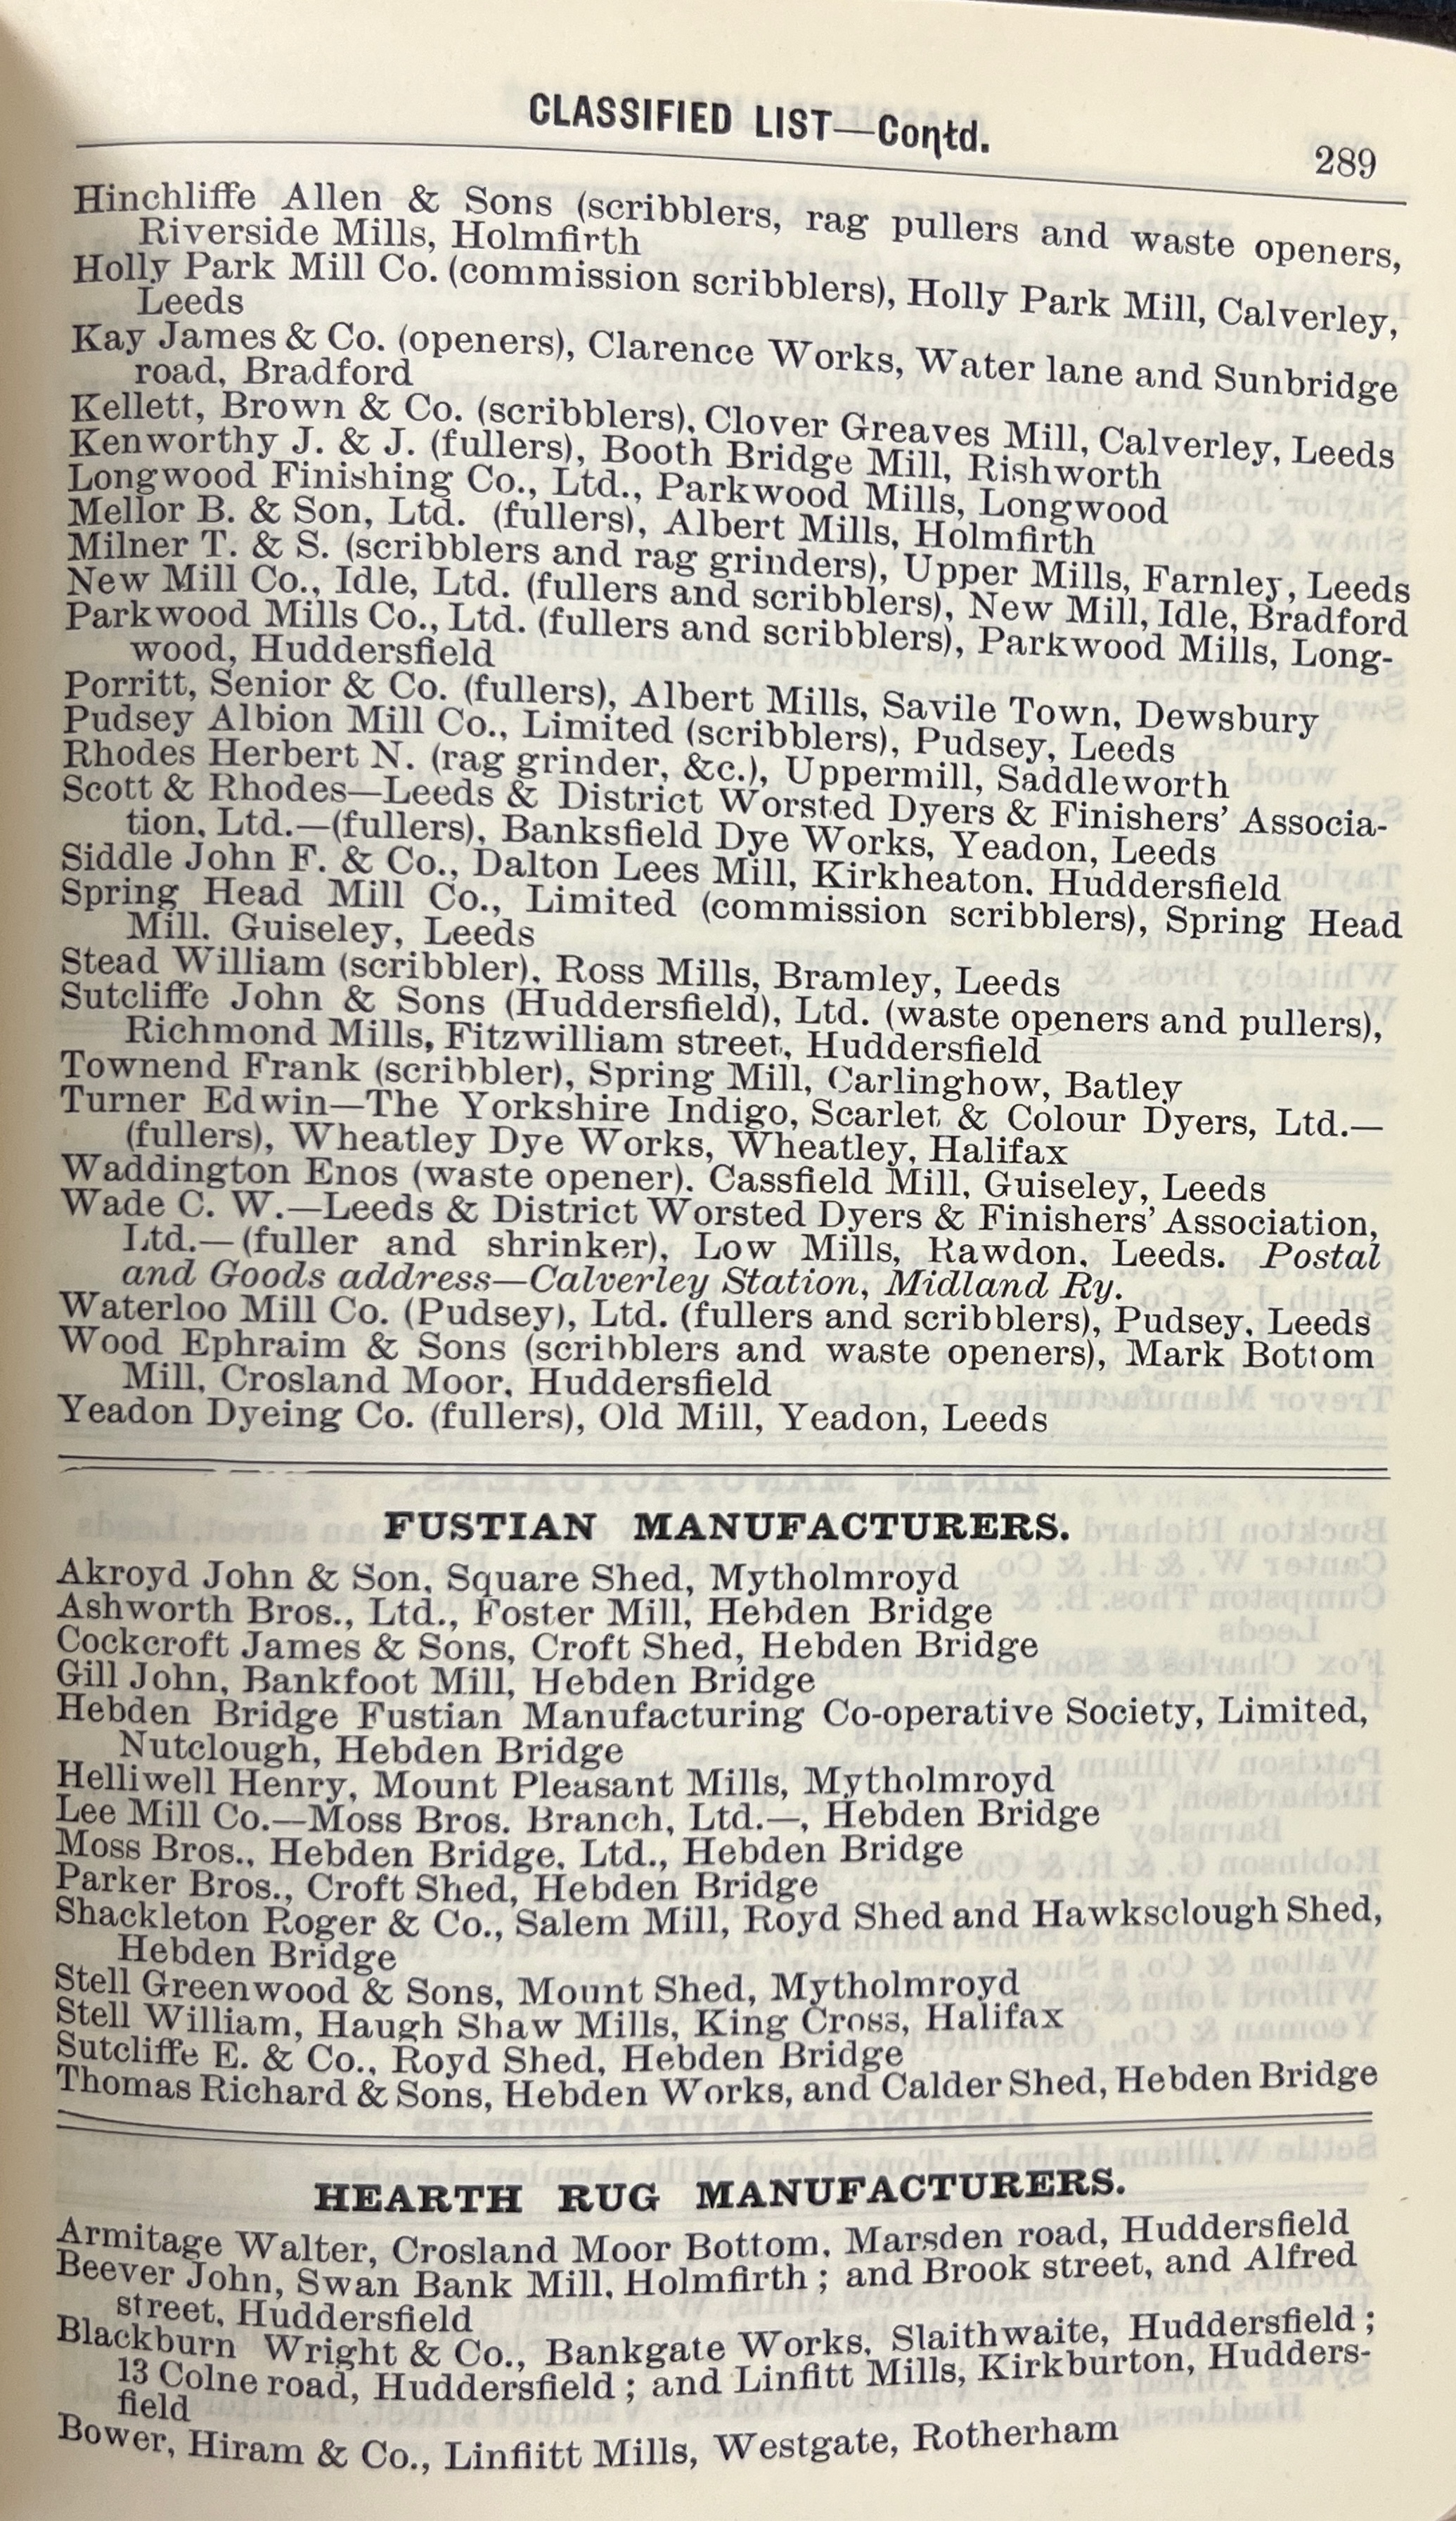 CLASSIFIED LIST—Contd.
289
Hinchliffe Allen & Sons (scribblers, rag pullers and waste openers,
Riverside Mills, Holmfirth
Holly Park Mill Co. (commission scribblers), Holly Park Mill, Calverley,
Leeds
Kay James & Co. (openers), Clarence Works, Water lane and Sunbridge
road, Bradford
Kellett, Brown & Co. (scribblers), Clover Greaves Mill, Calverley, Leeds
Kenworthy J. & J. (fullers), Booth Bridge Mill, Rishworth
Longwood Finishing Co., Ltd., Parkwood Mills, Longwood
Mellor B. & Son, Ltd. (fullers), Albert Mills, Holmfirth
Milner T. & S. (scribblers and rag grinders), Upper Mills, Farnley, Leeds
New Mill Co., Idle, Ltd. (fullers and scribblers), New Mill, Idle, Bradford
Parkwood Mills Co., Ltd. (fullers and scribblers), Parkwood Mills, Long-
wood, Huddersfield
Porritt, Senior & Co. (fullers), Albert Mills, Savile Town, Dewsbury
Pudsey Albion Mill Co., Limited (scribblers), Pudsey, Leeds
Rhodes Herbert N. (rag grinder, &c.), Uppermill, Saddleworth
Scott & Rhodes—Leeds & District Worsted Dyers & Finishers' Associa-
tion, Ltd.—(fullers), Banksfield Dye Works, Yeadon, Leeds
Siddle John F. & Co., Dalton Lees Mill, Kirkheaton. Huddersfield
Spring Head Mill Co., Limited (commission scribblers), Spring Head
Mill. Guiseley, Leeds
Stead William (scribbler), Ross Mills, Bramley, Leeds
Sutcliffe John & Sons (Huddersfield), Ltd. (waste openers and pullers),
Richmond Mills, Fitzwilliam street, Huddersfield
Townend Frank (scribbler), Spring Mill, Carlinghow, Batley
Turner Edwin—The Yorkshire Indigo, Scarlet & Colour Dyers, Ltd.—
(fullers), Wheatley Dye Works, Wheatley, Halifax
Waddington Enos (waste opener). Cassfield Mill, Guiseley, Leeds
Wade C. W.—Leeds & District Worsted Dyers & Finishers' Association,
Ltd.—(fuller and shrinker), Low Mills, Rawdon, Leeds. Postal
and Goods address—Calverley Station, Midland Ry.
Waterloo Mill Co. (Pudsey), Ltd. (fullers and scribblers), Pudsey, Leeds
Wood Ephraim & Sons (scribblers and waste openers), Mark Bottom
Mill, Crosland Moor, Huddersfield
Yeadon Dyeing Co. (fullers), Old Mill, Yeadon, Leeds
FUSTIAN MANUFACTURERS.
Akroyd John & Son, Square Shed, Mytholmroyd
Ashworth Bros., Ltd., Foster Mill, Hebden Bridge
Cockcroft James & Sons, Croft Shed, Hebden Bridge
Gill John, Bankfoot Mill, Hebden Bridge
Hebden Bridge Fustian Manufacturing Co-operative Society, Limited,
Nutclough, Hebden Bridge
Helliwell Henry, Mount Pleasant Mills, Mytholmroyd
Lee Mill Co.—Moss Bros. Branch, Ltd.—, Hebden Bridge
Moss Bros., Hebden Bridge, Ltd., Hebden Bridge
Parker Bros., Croft Shed, Hebden Bridge
Shackleton Roger & Co., Salem Mill, Royd Shed and Hawksclough Shed,
Hebden Bridge
Stell Greenwood & Sons, Mount Shed, Mytholmroyd
Stell William, Haugh Shaw Mills, King Cross, Halifax
Sutcliffe E. & Co., Royd Shed, Hebden Bridge
Thomas Richard & Sons, Hebden Works, and Calder Shed, Hebden Bridge
HEARTH RUG MANUFACTURERS.
Armitage Walter, Crosland Moor Bottom, Marsden road, Huddersfield
Beever John, Swan Bank Mill, Holmfirth ; and Brook street, and Alfred
street, Huddersfield
Blackburn Wright & Co., Bankgate Works, Slaithwaite, Huddersfield ;
13 Colne road, Huddersfield ; and Linfitt Mills, Kirkburton, Hudders-
field
Bower, Hiram & Co., Linfiitt Mills, Westgate, Rotherham